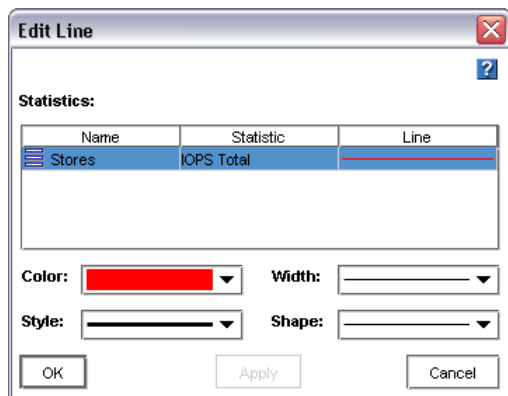 Edit Line
?
Statistics:
Name Statistic Line
Stores IOPS Total
Color: Width:
Style: Shape:
OK Apply Cancel